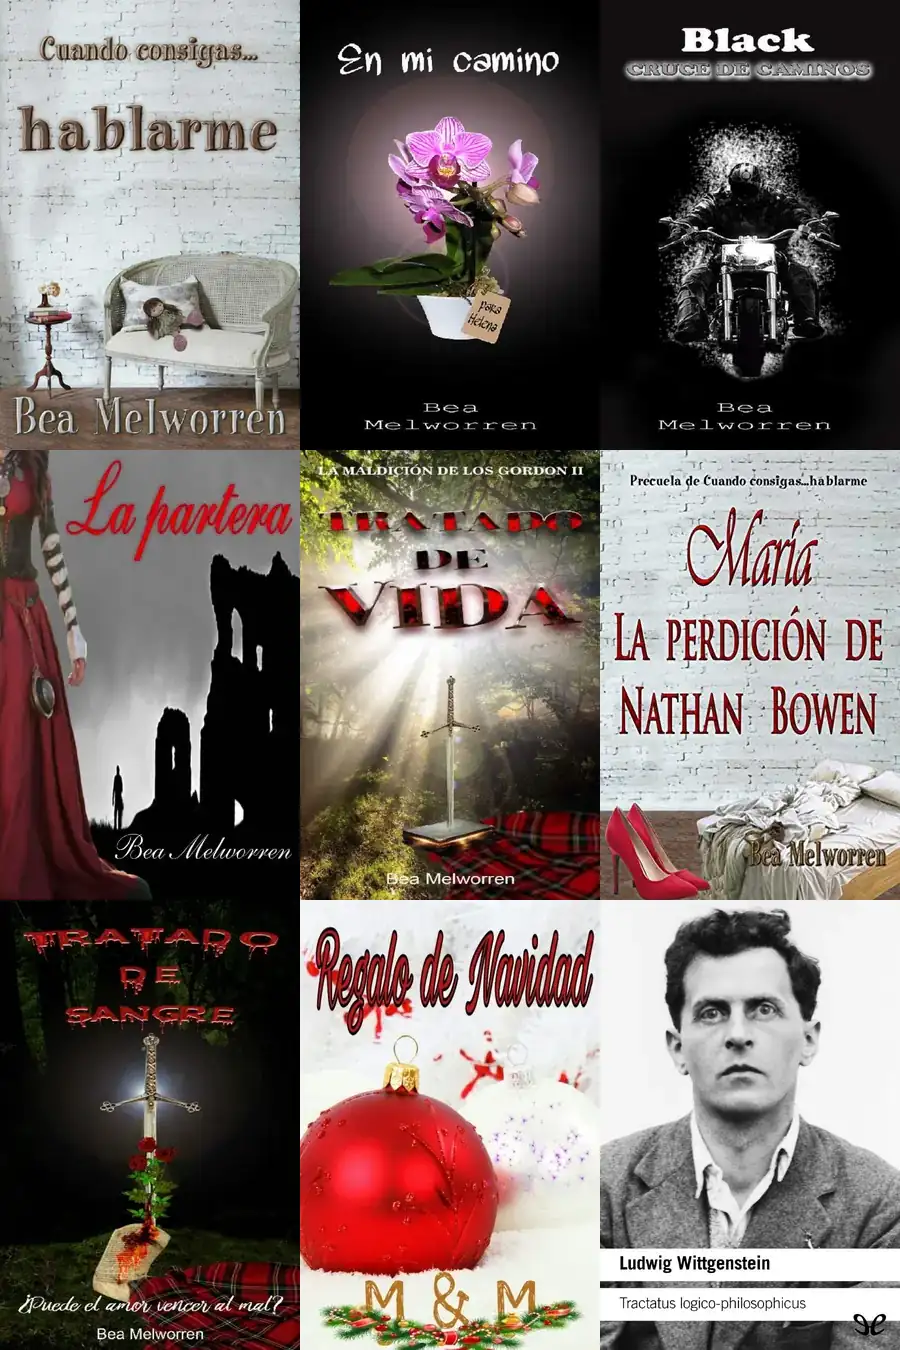 Cuando consigas...
hablarme
Bea Melworren
En mi camino
Para
Helena
Bea
Melworren
Black
CRUCE DE CAMINOS
Bea
Melworren
La partera
Bea Melworren
LA MALDICIÓN DE LOS GORDON II
TRATADO
DE
VIDA
Bea Melworren
Precuela de Cuando consigas...hablarme
María
LA PERDICIÓN DE
NATHAN BOWEN
Bea Melworren
TRATADO
DE
SANGRE
¿Puede el amor vencer al mal?
Bea Melworren
Regalo de Navidad
M & M
Ludwig Wittgenstein
Tractatus logico-philosophicus